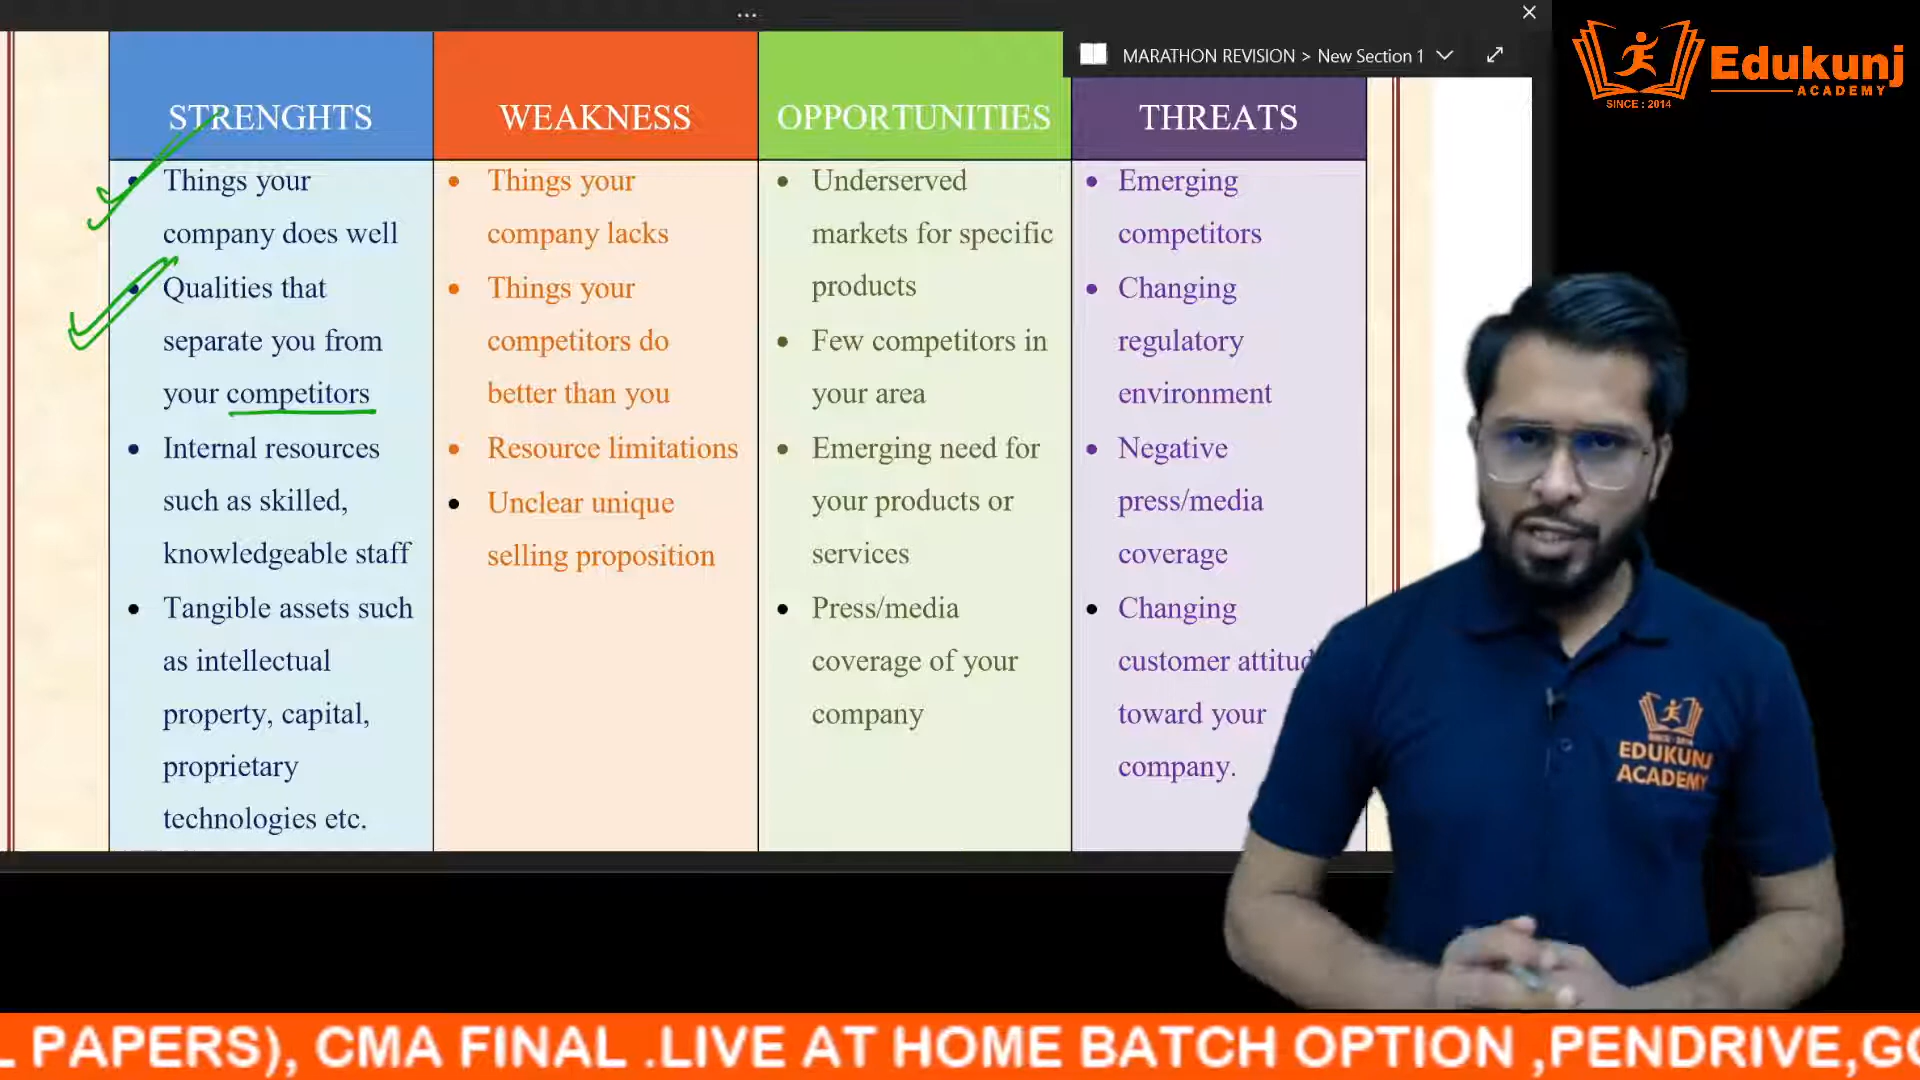 MARATHON REVISION > New Section 1
Edukunj
ACADEMY
SINCE : 2014
STRENGHTS
Things your
company does well
Qualities that
separate you from
your competitors
Internal resources
such as skilled,
knowledgeable staff
Tangible assets such
as intellectual
property, capital,
proprietary
technologies etc.
WEAKNESS
Things your
company lacks
Things your
competitors do
better than you
Resource limitations
Unclear unique
selling proposition
OPPORTUNITIES
Underserved
markets for specific
products
Few competitors in
your area
Emerging need for
your products or
services
Press/media
coverage of your
company
THREATS
Emerging
competitors
Changing
regulatory
environment
Negative
press/media
coverage
Changing
customer attitud
toward your
company.
SINCE : 2014
EDUKUNJ
ACADEMY
L PAPERS), CMA FINAL .LIVE AT HOME BATCH OPTION ,PENDRIVE,GO